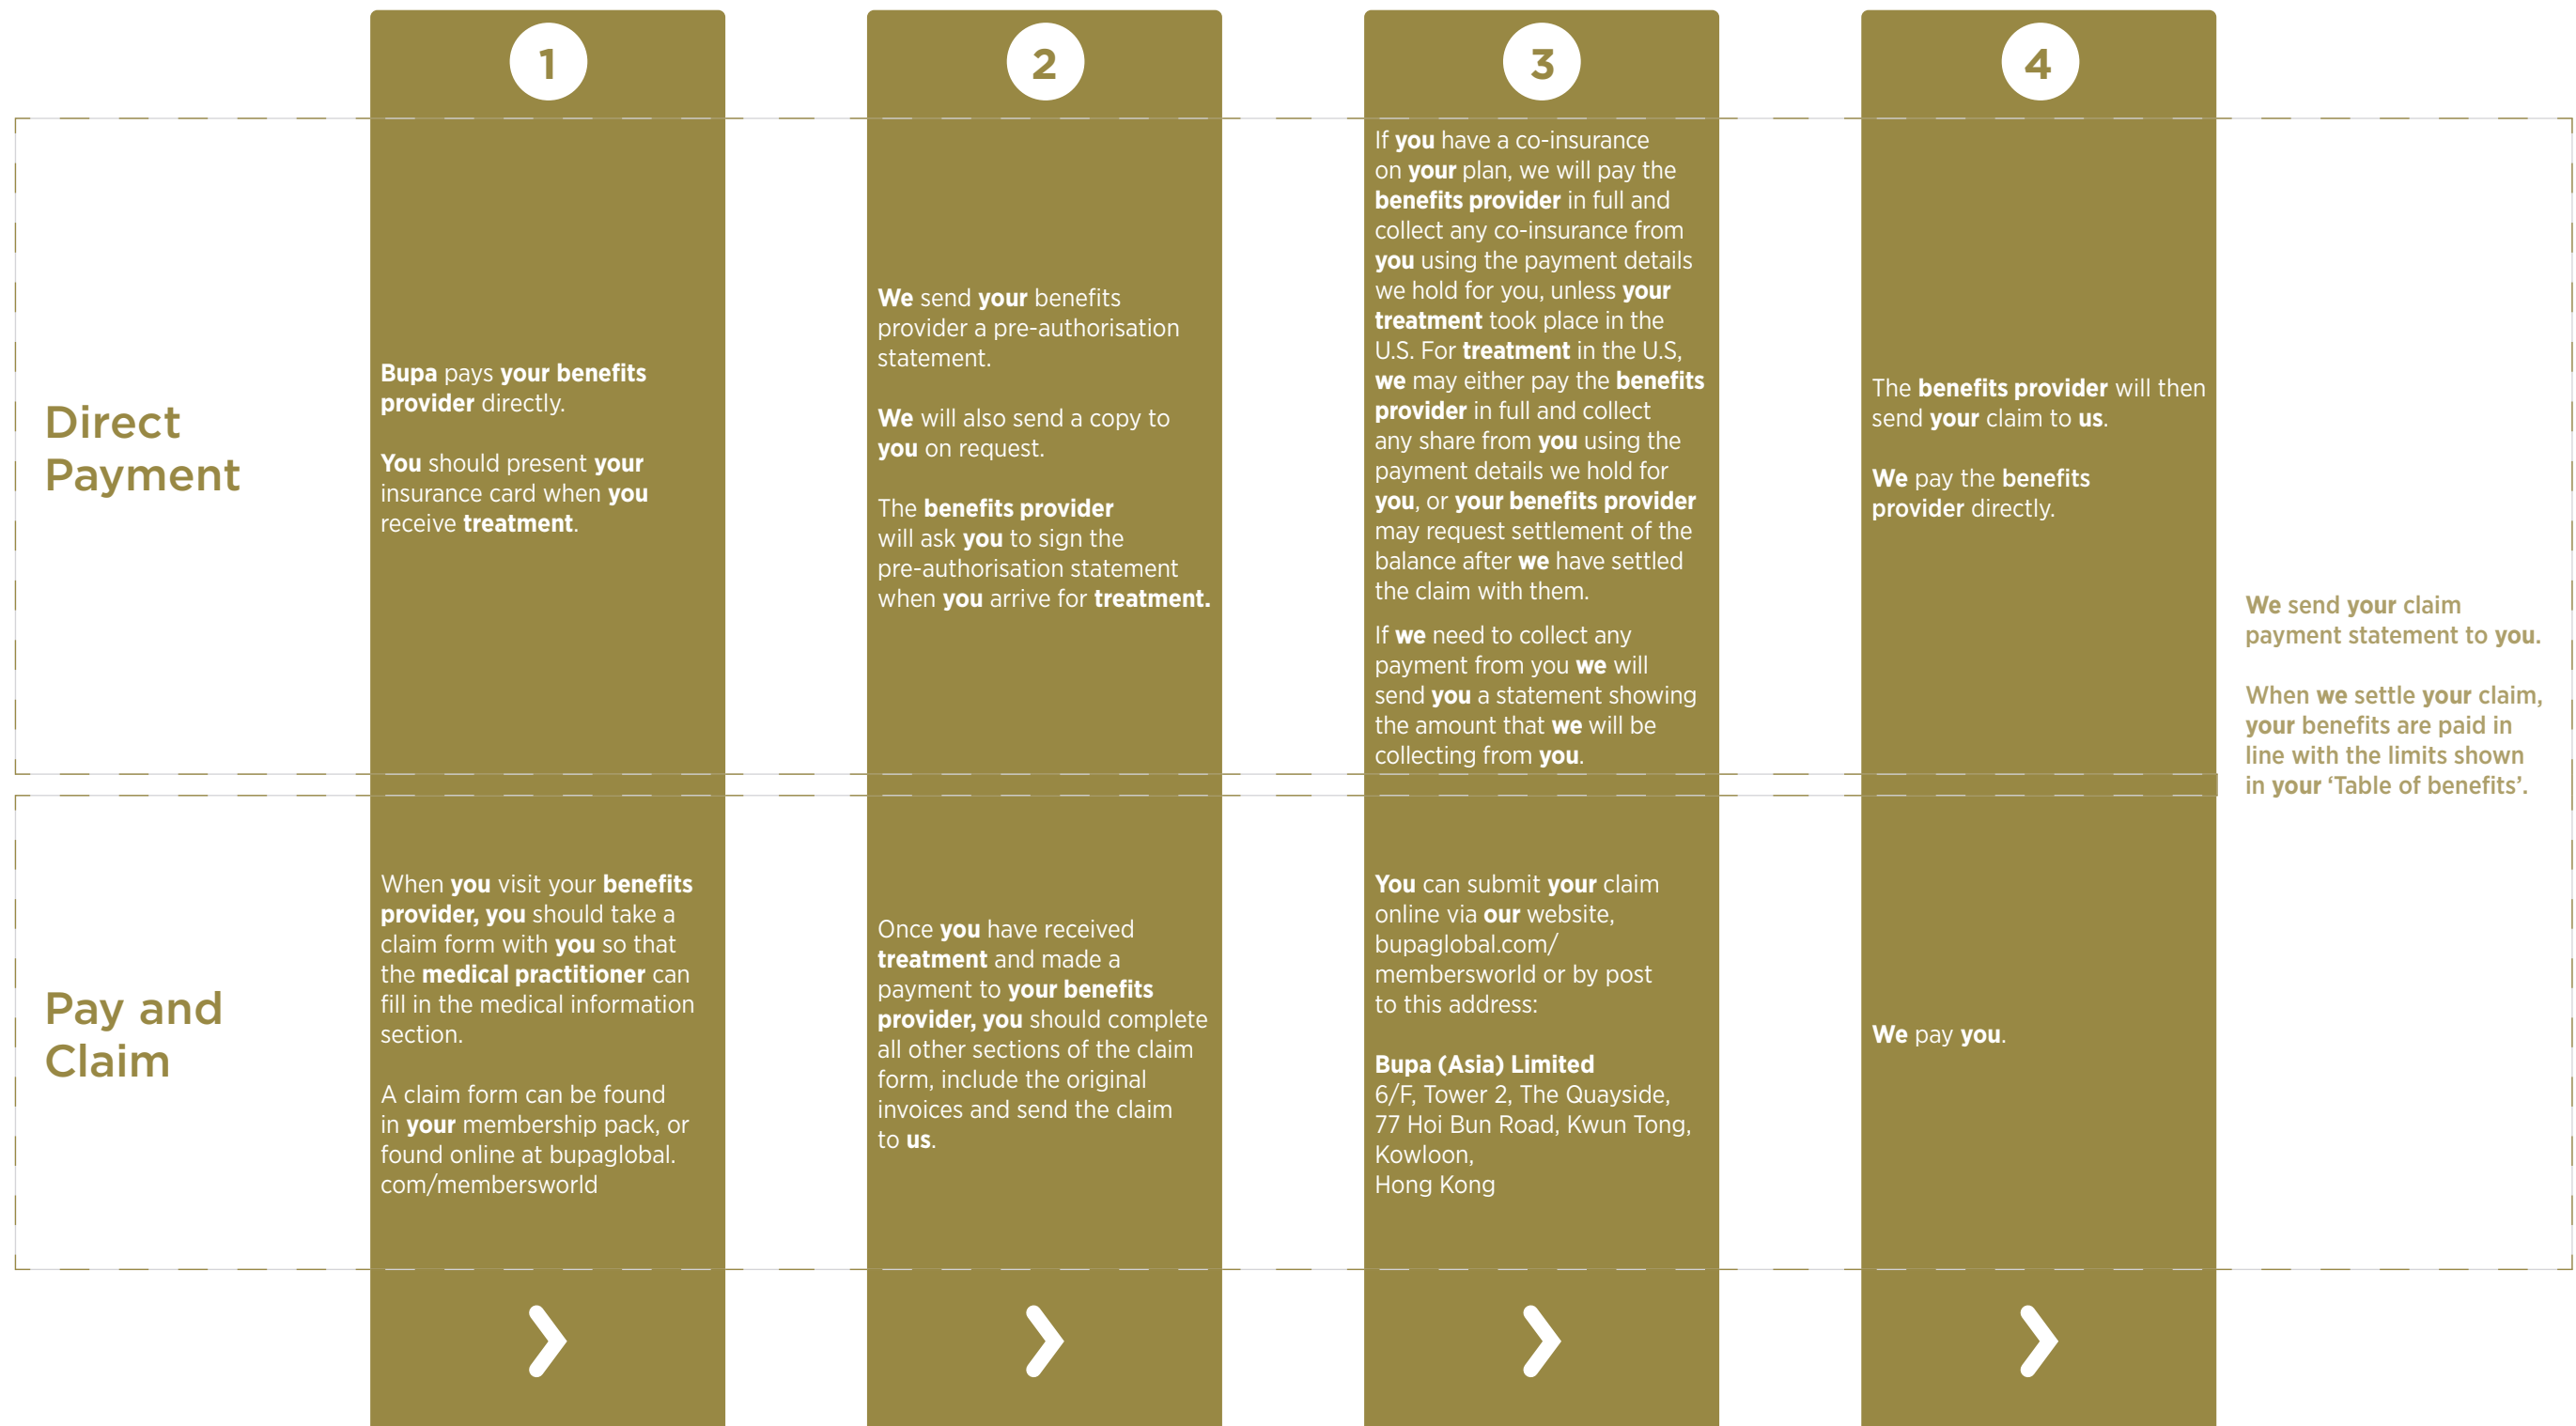 1
2
3
4
Direct
Payment
Bupa pays your benefits
provider directly.
You should present your
insurance card when you
receive treatment.
We send your benefits
provider a pre-authorisation
statement.
We will also send a copy to
you on request.
The benefits provider
will ask you to sign the
pre-authorisation statement
when you arrive for treatment.
If you have a co-insurance
on your plan, we will pay the
benefits provider in full and
collect any co-insurance from
you using the payment details
we hold for you, unless your
treatment took place in the
U.S. For treatment in the U.S,
we may either pay the benefits
provider in full and collect
any share from you using the
payment details we hold for
you, or your benefits provider
may request settlement of the
balance after we have settled
the claim with them.
If we need to collect any
payment from you we will
send you a statement showing
the amount that we will be
collecting from you.
The benefits provider will then
send your claim to us.
We pay the benefits
provider directly.
We send your claim
payment statement to you.
When we settle your claim,
your benefits are paid in
line with the limits shown
in your ‘Table of benefits’.
Pay and
Claim
When you visit your benefits
provider, you should take a
claim form with you so that
the medical practitioner can
fill in the medical information
section.
A claim form can be found
in your membership pack, or
found online at bupaglobal.
com/membersworld
Once you have received
treatment and made a
payment to your benefits
provider, you should complete
all other sections of the claim
form, include the original
invoices and send the claim
to us.
You can submit your claim
online via our website,
bupaglobal.com/
membersworld or by post
to this address:
Bupa (Asia) Limited
6/F, Tower 2, The Quayside,
77 Hoi Bun Road, Kwun Tong,
Kowloon,
Hong Kong
We pay you.